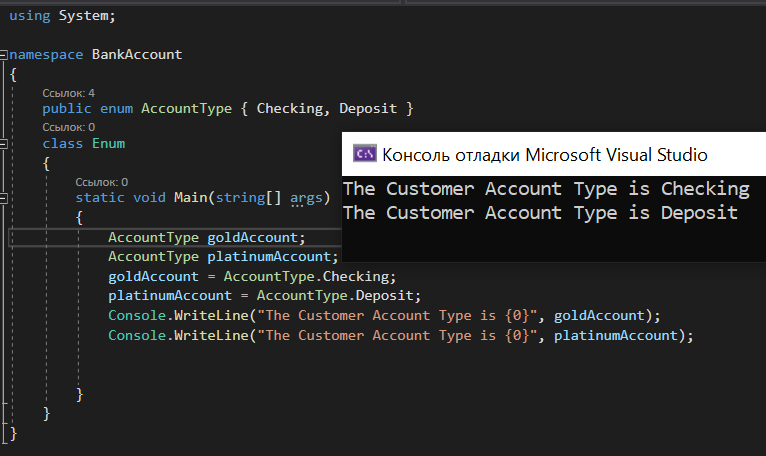 using System;
namespace BankAccount
{
Ссылок: 4
public enum AccountType { Checking, Deposit }
Ссылок: 0
class Enum
{
Ссылок: 0
static void Main(string[] args)
{
AccountType goldAccount;
AccountType platinumAccount;
goldAccount = AccountType.Checking;
platinumAccount = AccountType.Deposit;
Console.WriteLine("The Customer Account Type is {0}", goldAccount);
Console.WriteLine("The Customer Account Type is {0}", platinumAccount);
}
}
}
C:\
Консоль отладки Microsoft Visual Studio
The Customer Account Type is Checking
The Customer Account Type is Deposit